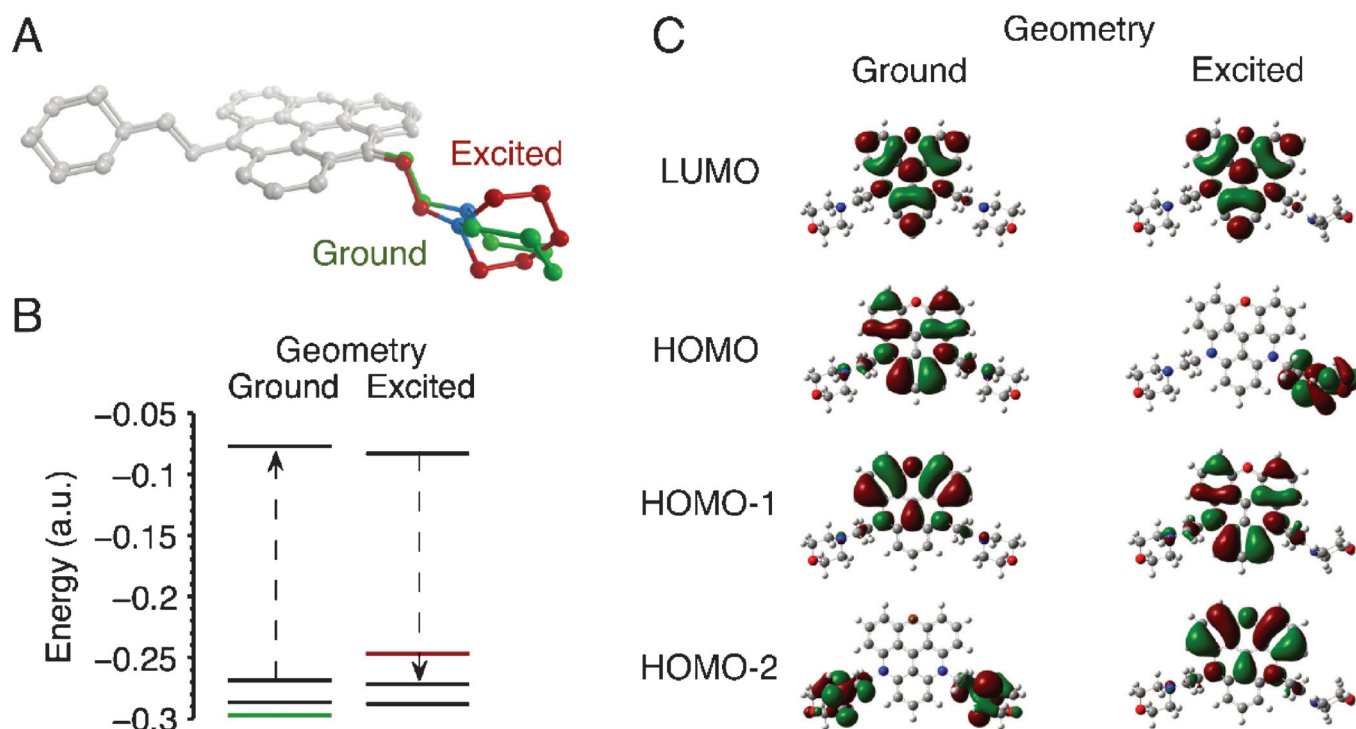 A
Excited
Ground
B
Geometry
Ground Excited
Energy (a.u.)
−0.05
−0.1
−0.15
−0.2
−0.25
−0.3
C
Geometry
Ground Excited
LUMO
HOMO
HOMO-1
HOMO-2